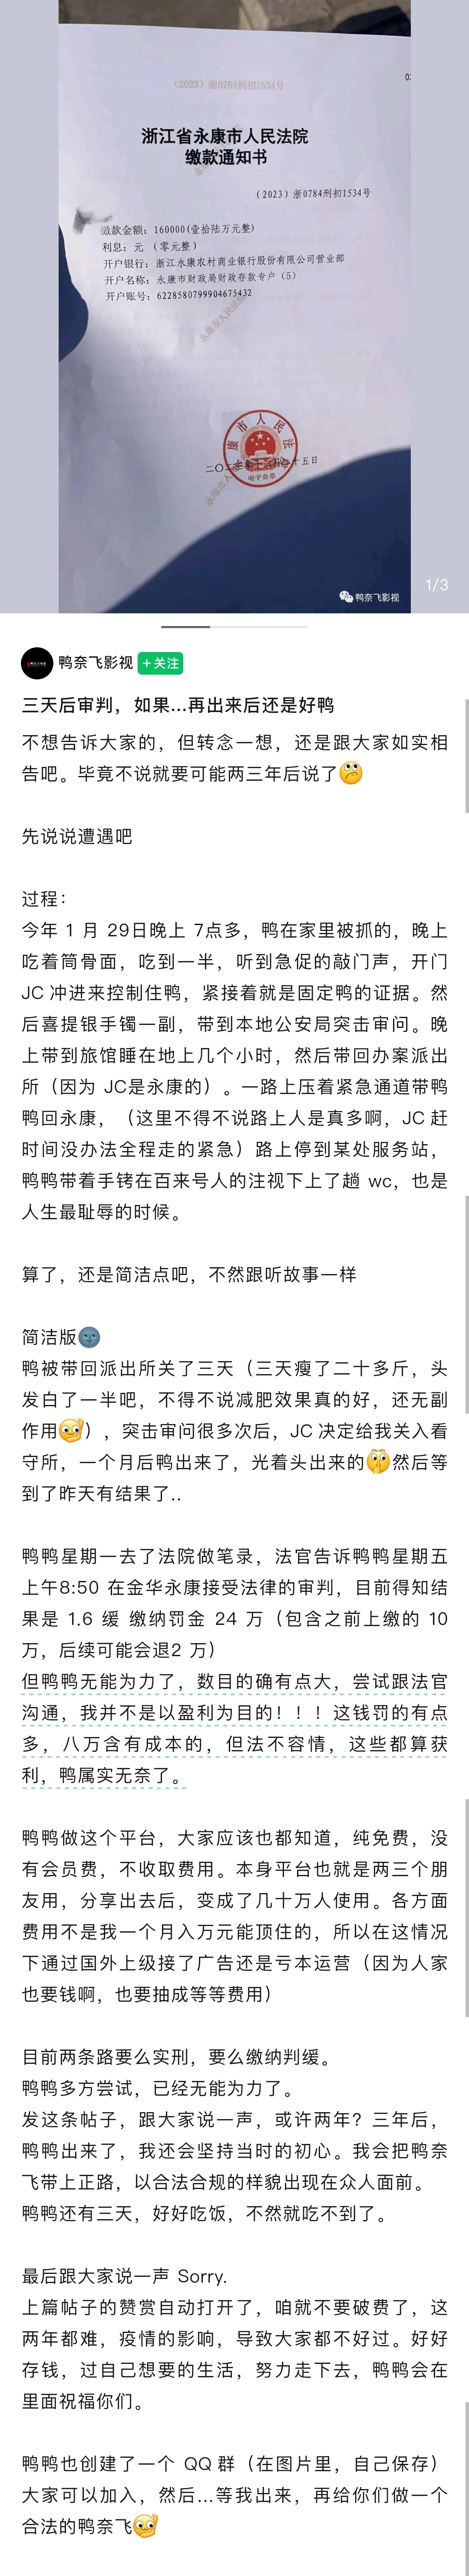 （2023）浙0784刑初1534号
浙江省永康市人民法院
缴款通知书
（2023）浙0784刑初1534号
缴款金额：160000(壹拾陆万元整)
利息：元 （零元整）
开户银行：浙江永康农村商业银行股份有限公司营业部
开户名称：永康市财政局财政存款专户（5）
开户账号：6228580799904675432
永康市人民法院
电子公章
鸭奈飞影视
1/3
鸭奈飞影视 +关注
三天后审判，如果...再出来后还是好鸭
不想告诉大家的，但转念一想，还是跟大家如实相
告吧。毕竟不说就要可能两三年后说了🤔
先说说遭遇吧
过程：
今年 1 月 29日晚上 7点多，鸭在家里被抓的，晚上
吃着筒骨面，吃到一半，听到急促的敲门声，开门
JC 冲进来控制住鸭，紧接着就是固定鸭的证据。然
后喜提银手镯一副，带到本地公安局突击审问。晚
上带到旅馆睡在地上几个小时，然后带回办案派出
所（因为 JC是永康的）。一路上压着紧急通道带鸭
鸭回永康，（这里不得不说路上人是真多啊，JC 赶
时间没办法全程走的紧急）路上停到某处服务站，
鸭鸭带着手铐在百来号人的注视下上了趟 wc，也是
人生最耻辱的时候。
算了，还是简洁点吧，不然跟听故事一样
简洁版🌚
鸭被带回派出所关了三天（三天瘦了二十多斤，头
发白了一半吧，不得不说减肥效果真的好，还无副
作用🫡），突击审问很多次后，JC 决定给我关入看
守所，一个月后鸭出来了，光着头出来的🤫然后等
到了昨天有结果了..
鸭鸭星期一去了法院做笔录，法官告诉鸭鸭星期五
上午8:50 在金华永康接受法律的审判，目前得知结
果是 1.6 缓 缴纳罚金 24 万（包含之前上缴的 10
万，后续可能会退2 万）
但鸭鸭无能为力了，数目的确有点大，尝试跟法官
沟通，我并不是以盈利为目的！！！这钱罚的有点
多，八万含有成本的，但法不容情，这些都算获
利，鸭属实无奈了。
鸭鸭做这个平台，大家应该也都知道，纯免费，没
有会员费，不收取费用。本身平台也就是两三个朋
友用，分享出去后，变成了几十万人使用。各方面
费用不是我一个月入万元能顶住的，所以在这情况
下通过国外上级接了广告还是亏本运营（因为人家
也要钱啊，也要抽成等等费用）
目前两条路要么实刑，要么缴纳判缓。
鸭鸭多方尝试，已经无能为力了。
发这条帖子，跟大家说一声，或许两年？三年后，
鸭鸭出来了，我还会坚持当时的初心。我会把鸭奈
飞带上正路，以合法合规的样貌出现在众人面前。
鸭鸭还有三天，好好吃饭，不然就吃不到了。
最后跟大家说一声 Sorry.
上篇帖子的赞赏自动打开了，咱就不要破费了，这
两年都难，疫情的影响，导致大家都不好过。好好
存钱，过自己想要的生活，努力走下去，鸭鸭会在
里面祝福你们。
鸭鸭也创建了一个 QQ 群（在图片里，自己保存）
大家可以加入，然后...等我出来，再给你们做一个
合法的鸭奈飞🫡